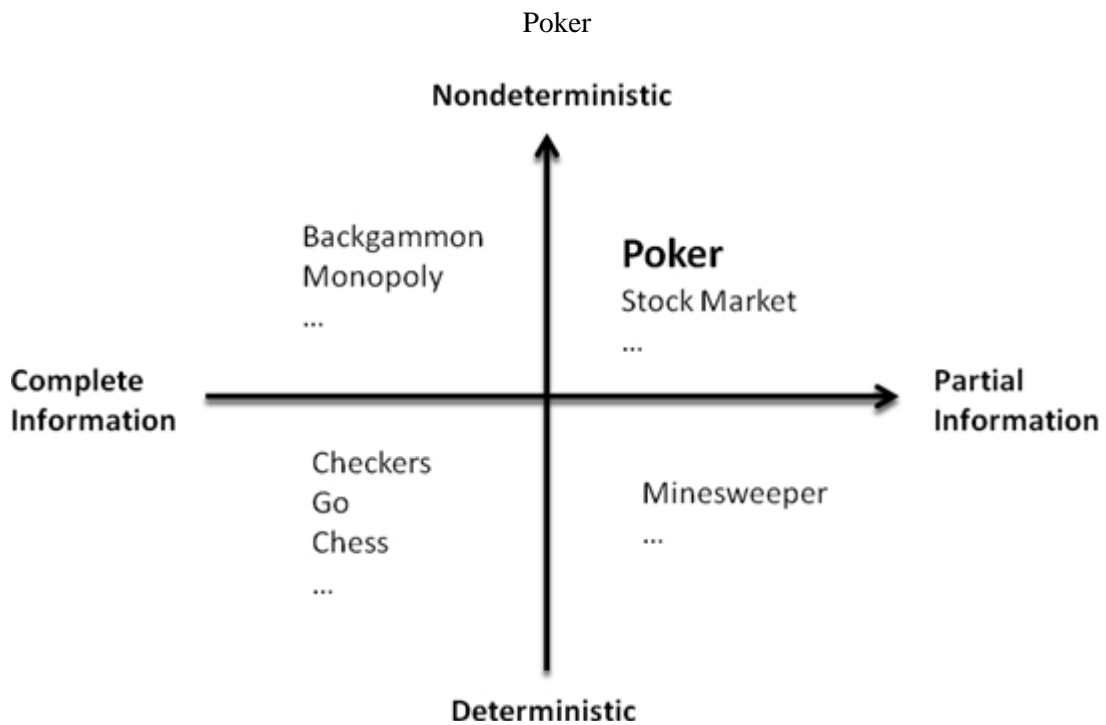 Poker
Nondeterministic
Backgammon
Monopoly
...
Poker
Stock Market
...
Complete
Information
Partial
Information
Checkers
Go
Chess
...
Minesweeper
...
Deterministic